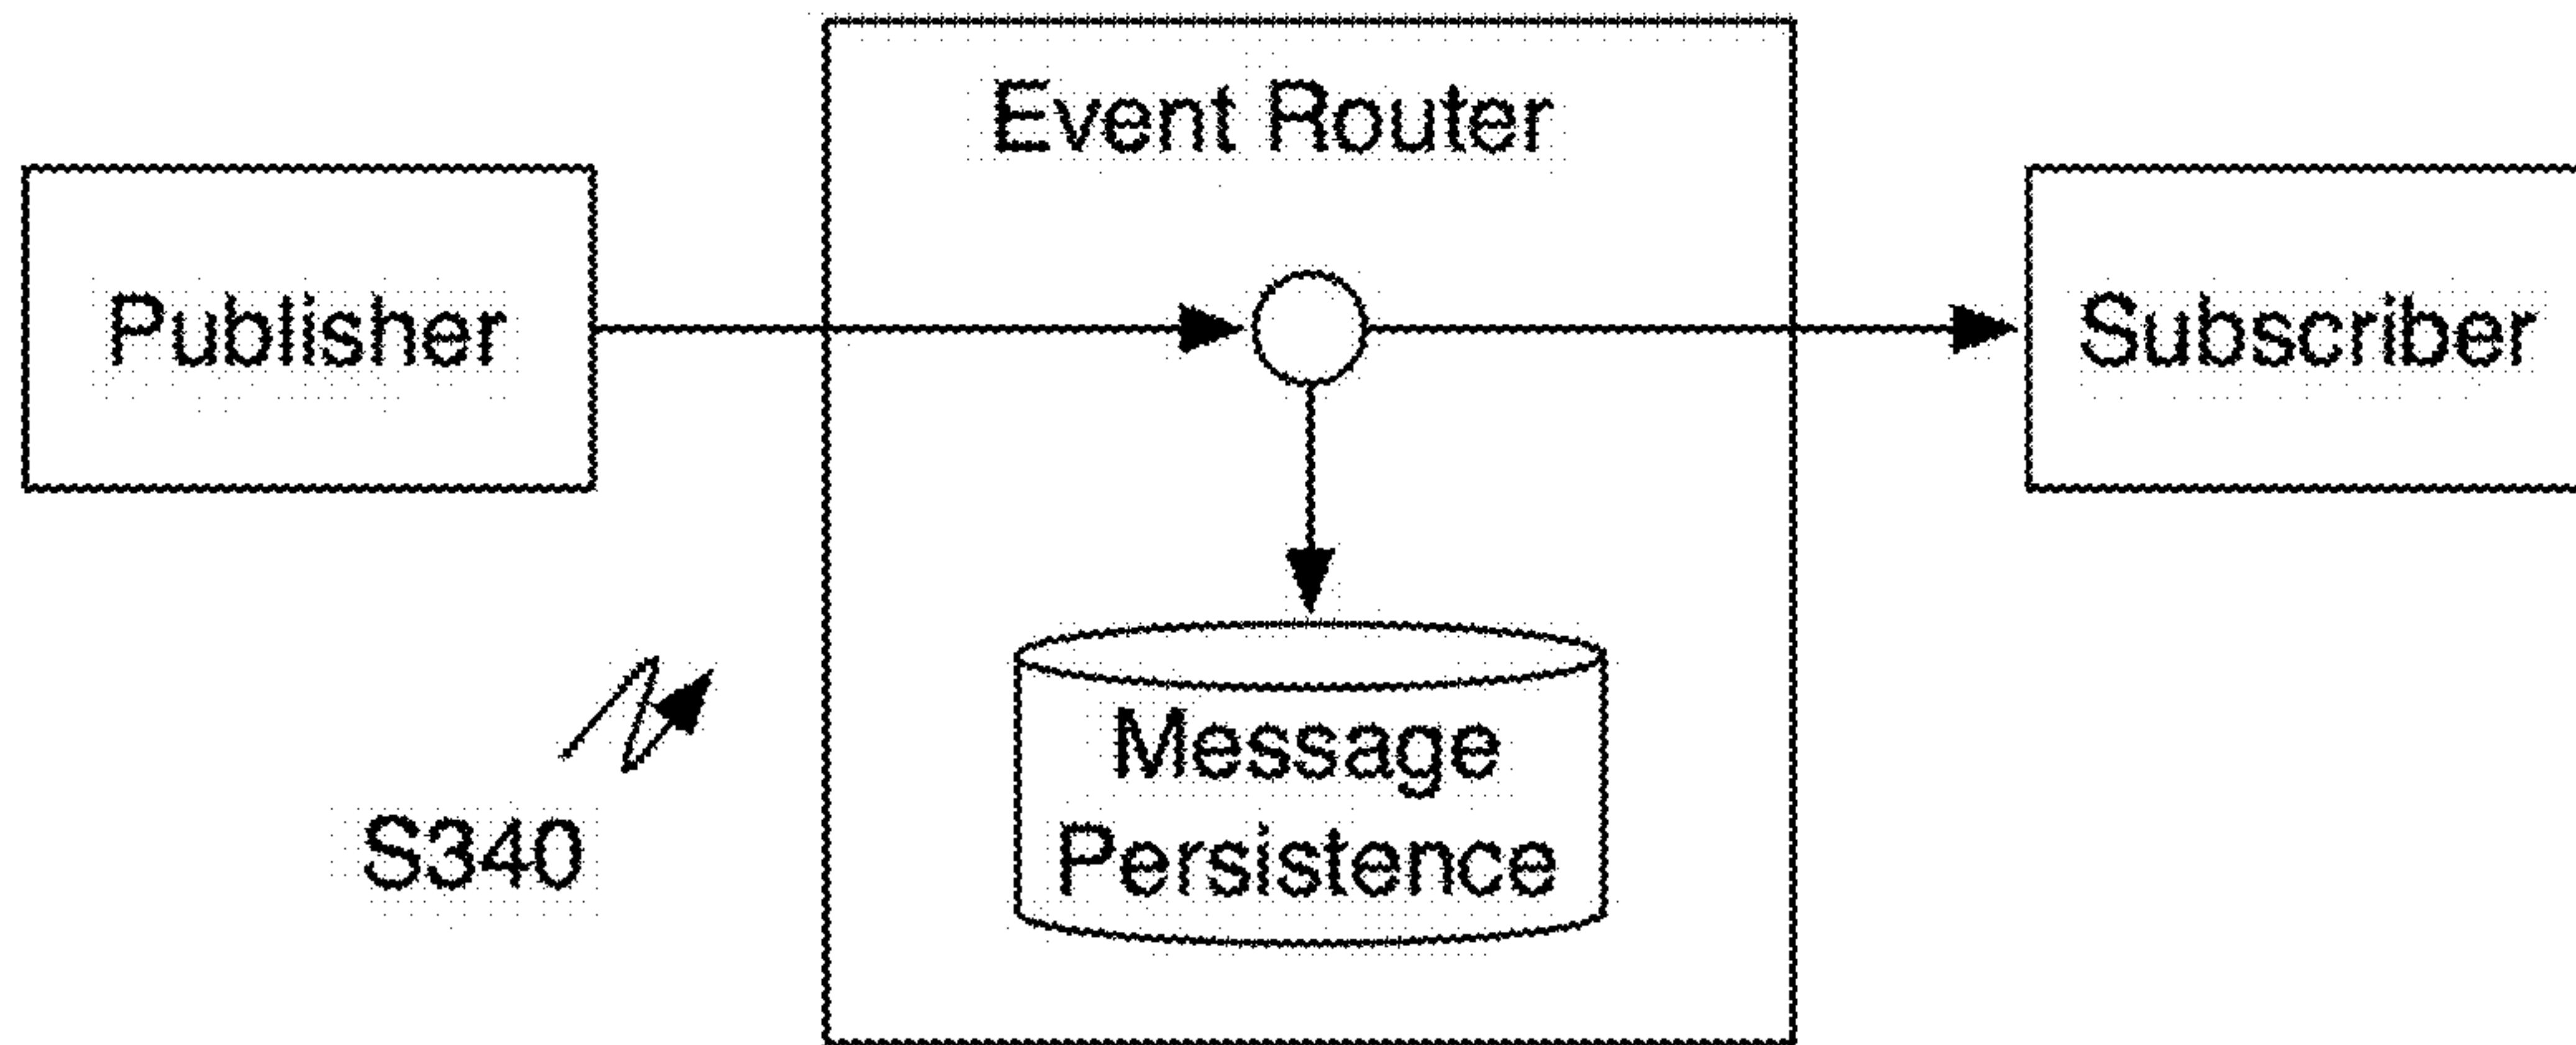 Event Router
Publisher
Subscriber
Message
Persistence
S340